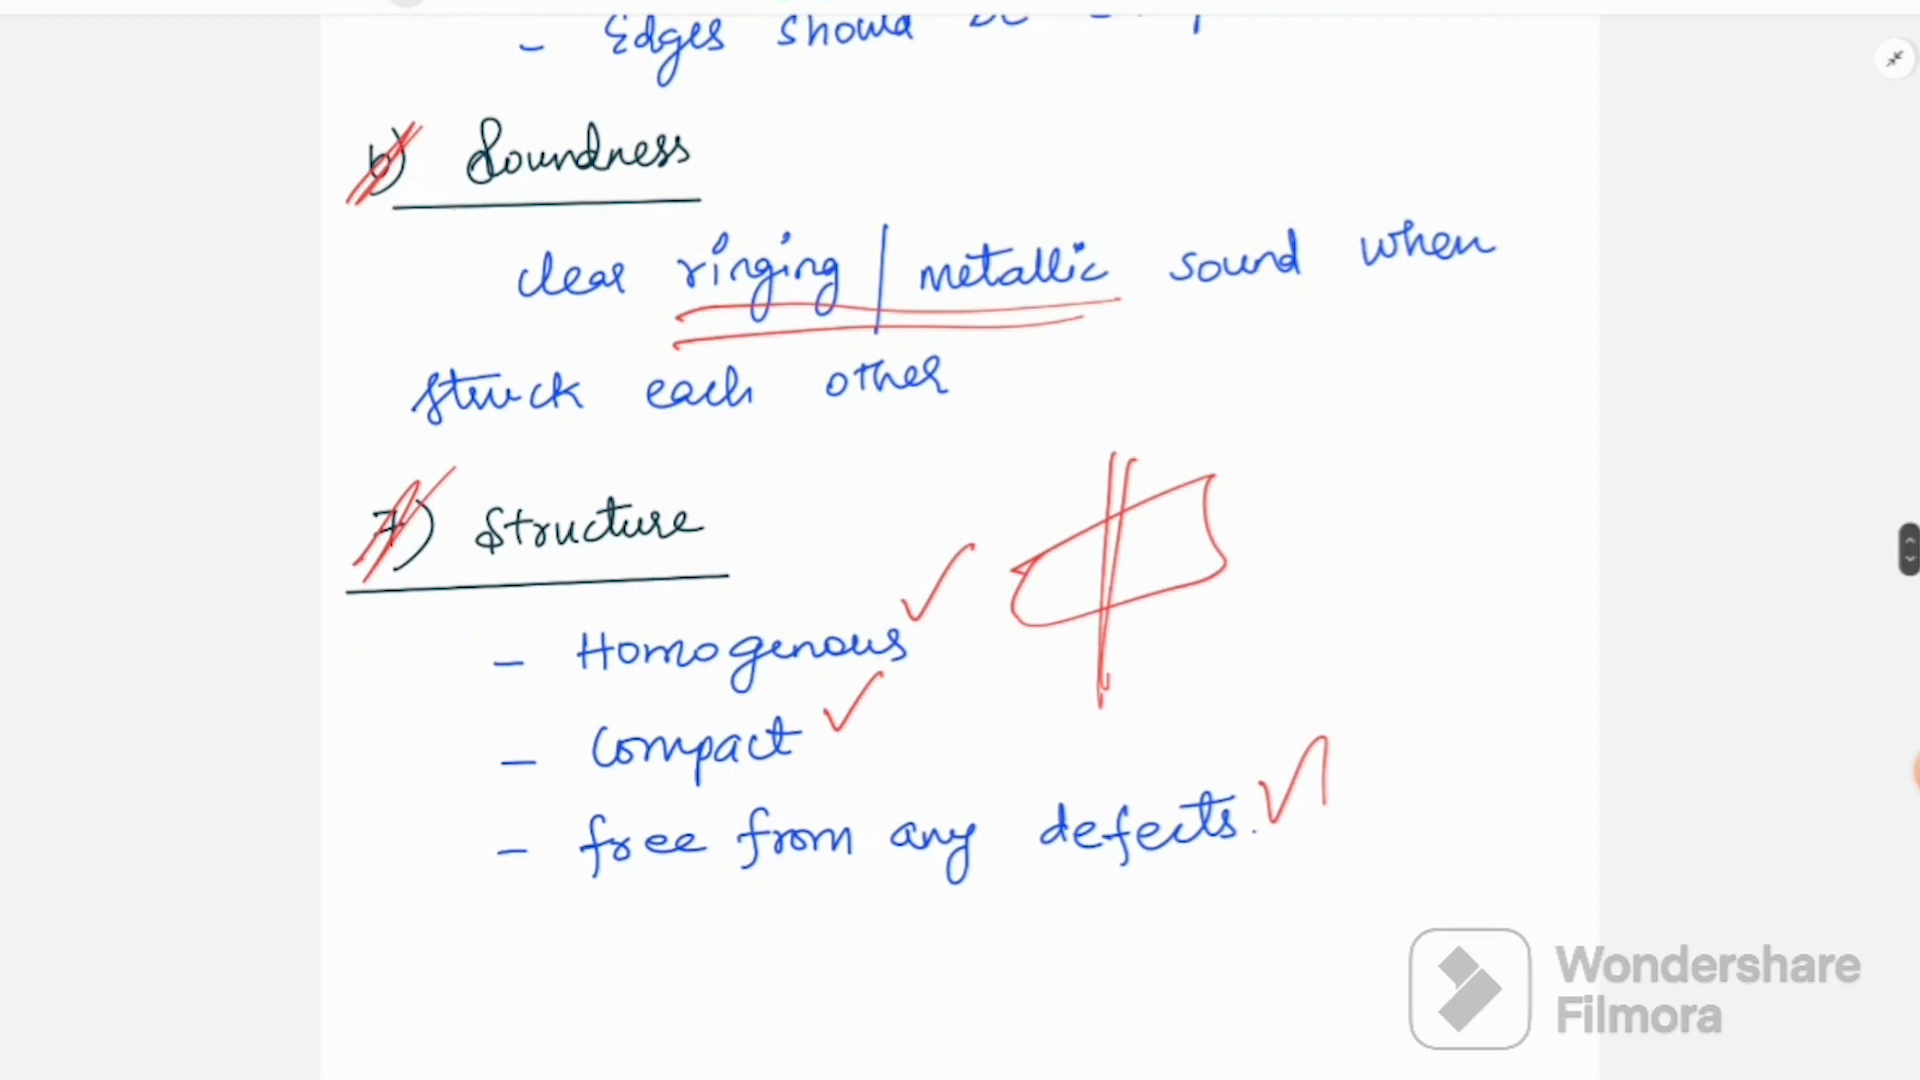 - Edges should be
6) Soundness
clear ringing / metallic sound when
struck each other
7) Structure
- Homogenous
- Compact
- free from any defects.
Wondershare
Filmora